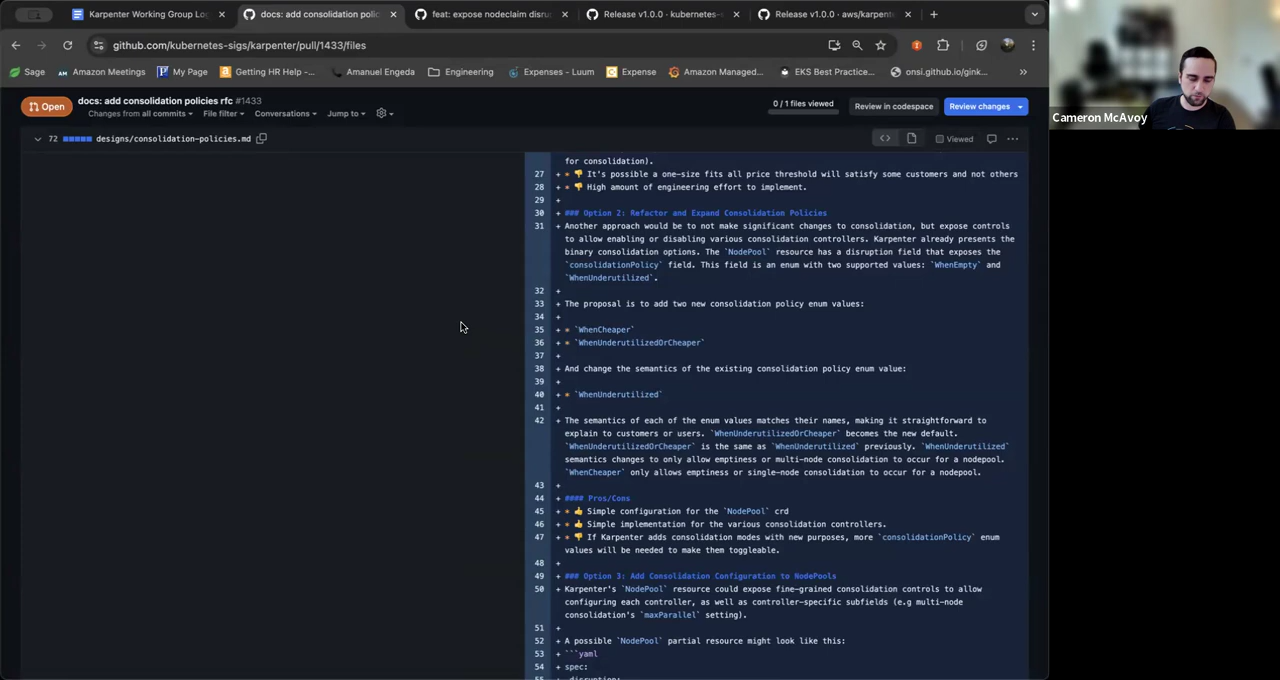 Karpenter Working Group Log
docs: add consolidation polic
feat: expose nodeclaim disru
Release v1.0.0 · kubernetes-s
Release v1.0.0 · aws/karpent
github.com/kubernetes-sigs/karpenter/pull/1433/files
Sage
Amazon Meetings
My Page
Getting HR Help -...
Amanuel Engeda
Engineering
Expenses - Luum
Expense
Amazon Managed...
EKS Best Practice...
onsi.github.io/gink...
Open
docs: add consolidation policies rfc #1433
Changes from all commits
File filter
Conversations
Jump to
0 / 1 files viewed
Review in codespace
Review changes
72
designs/consolidation-policies.md
Viewed
for consolidation).
27 + * 👎 It's possible a one-size fits all price threshold will satisfy some customers and not others
28 + * 👎 High amount of engineering effort to implement.
29 +
30 + ### Option 2: Refactor and Expand Consolidation Policies
31 + Another approach would be to not make significant changes to consolidation, but expose controls
to allow enabling or disabling various consolidation controllers. Karpenter already presents the
binary consolidation options. The `NodePool` resource has a disruption field that exposes the
`consolidationPolicy` field. This field is an enum with two supported values: `WhenEmpty` and
`WhenUnderutilized`.
32 +
33 + The proposal is to add two new consolidation policy enum values:
34 +
35 + * `WhenCheaper`
36 + * `WhenUnderutilizedOrCheaper`
37 +
38 + And change the semantics of the existing consolidation policy enum value:
39 +
40 + * `WhenUnderutilized`
41 +
42 + The semantics of each of the enum values matches their names, making it straightforward to
explain to customers or users. `WhenUnderutilizedOrCheaper` becomes the new default.
`WhenUnderutilizedOrCheaper` is the same as `WhenUnderutilized` previously. `WhenUnderutilized`
semantics changes to only allow emptiness or multi-node consolidation to occur for a nodepool.
`WhenCheaper` only allows emptiness or single-node consolidation to occur for a nodepool.
43 +
44 + #### Pros/Cons
45 + * 👍 Simple configuration for the `NodePool` crd
46 + * 👍 Simple implementation for the various consolidation controllers.
47 + * 👎 If Karpenter adds consolidation modes with new purposes, more `consolidationPolicy` enum
values will be needed to make them toggleable.
48 +
49 + ### Option 3: Add Consolidation Configuration to NodePools
50 + Karpenter's `NodePool` resource could expose fine-grained consolidation controls to allow
configuring each controller, as well as controller-specific subfields (e.g multi-node
consolidation's `maxParallel` setting).
51 +
52 + A possible `NodePool` partial resource might look like this:
53 + ```yaml
54 + spec:
55 disruption:
Cameron McAvoy